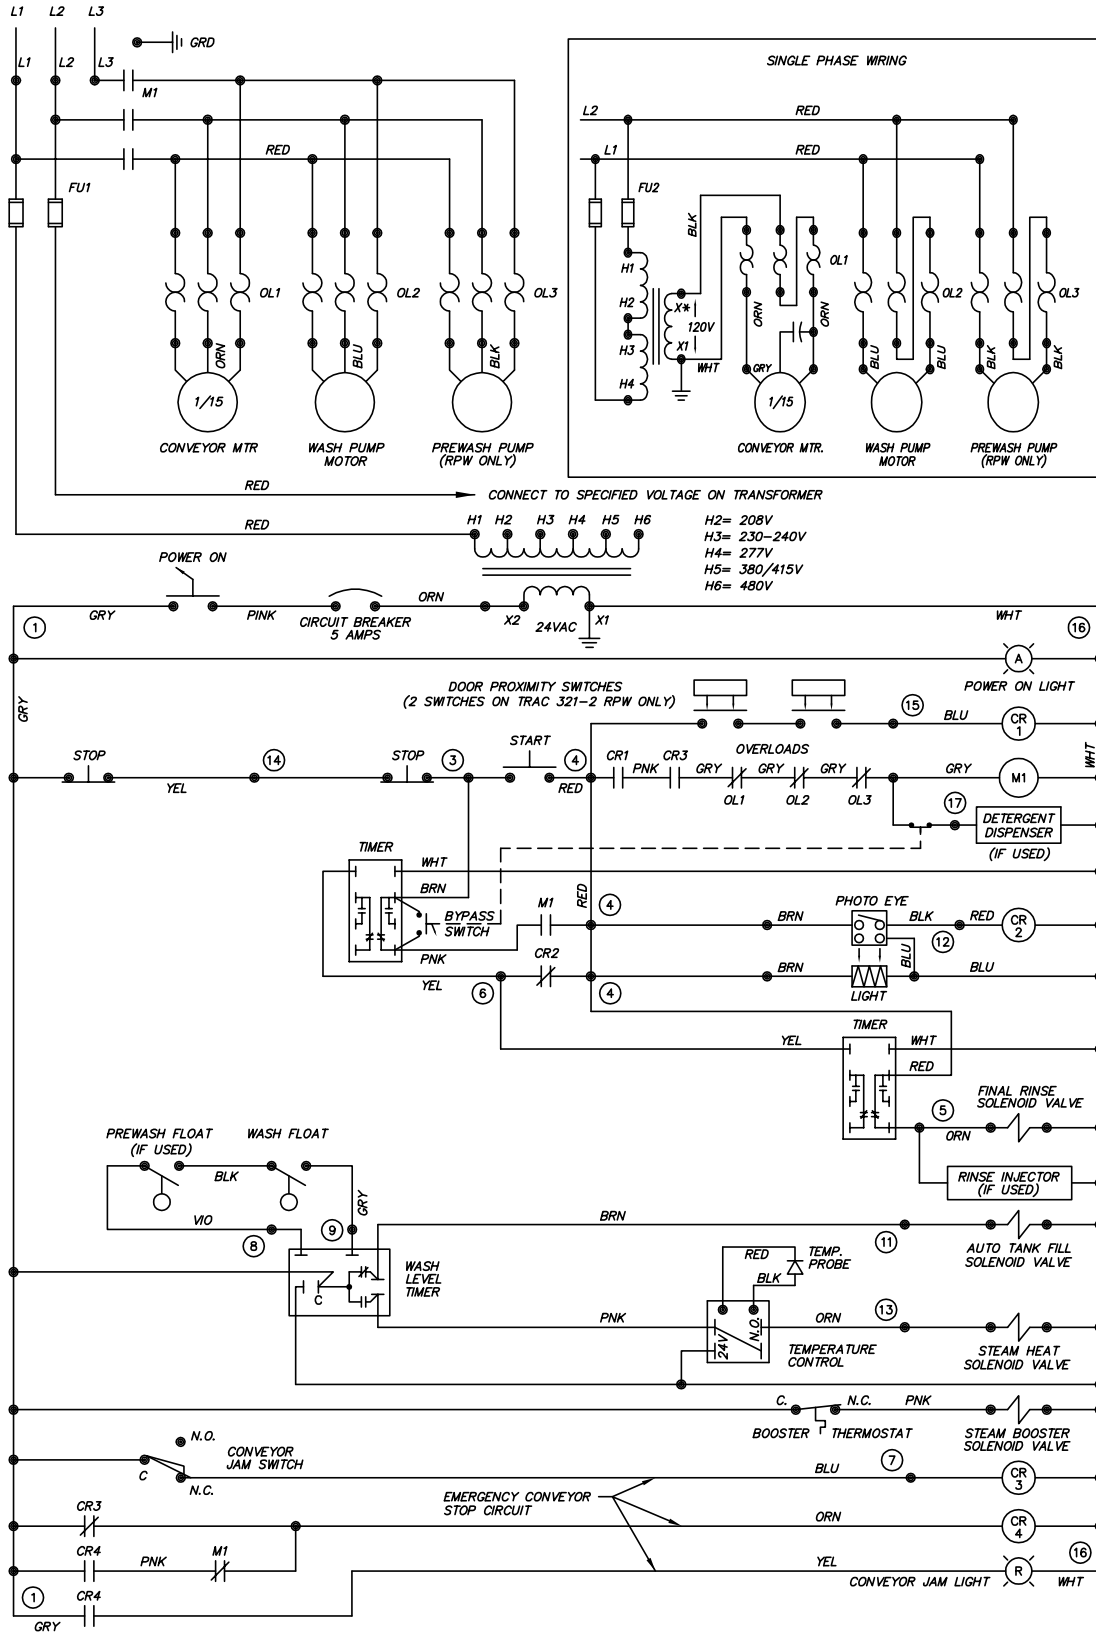 L1 L2 L3
GRD
L1 L2 L3
M1
SINGLE PHASE WIRING
L2 RED
RED
L1 RED
FU1
FU2
BLK
H1
OL1
H2
X*
ORN
ORN
120V
H3
X1
WHT
GRY
H4
OL2 OL3
BLU BLU BLK BLK
OL1 OL2 OL3
ORN BLU BLK
1/15
1/15
CONVEYOR MTR
WASH PUMP
MOTOR
PREWASH PUMP
(RPW ONLY)
CONVEYOR MTR.
WASH PUMP
MOTOR
PREWASH PUMP
(RPW ONLY)
RED
CONNECT TO SPECIFIED VOLTAGE ON TRANSFORMER
RED
H1 H2 H3 H4 H5 H6
H2= 208V
H3= 230-240V
H4= 277V
H5= 380/415V
H6= 480V
POWER ON
GRY
PINK
CIRCUIT BREAKER
5 AMPS
ORN
X2 24VAC X1
WHT
1
16
A
POWER ON LIGHT
GRY
DOOR PROXIMITY SWITCHES
(2 SWITCHES ON TRAC 321-2 RPW ONLY)
15
BLU
CR
1
WHT
STOP
YEL
14
STOP
3
START
4
RED
CR1
PNK
CR3
OVERLOADS
GRY GRY GRY
OL1 OL2 OL3
GRY
M1
17
DETERGENT
DISPENSER
(IF USED)
TIMER
WHT
BRN
BYPASS
SWITCH
PNK
YEL
M1
RED
4
CR2
6
4
BRN
PHOTO EYE
BLK
RED
CR
2
12
BLU
BRN
LIGHT
BLU
TIMER
YEL
WHT
RED
5
ORN
FINAL RINSE
SOLENOID VALVE
RINSE INJECTOR
(IF USED)
PREWASH FLOAT
(IF USED)
WASH FLOAT
BLK
VIO
GRY
8
9
C
WASH
LEVEL
TIMER
BRN
11
AUTO TANK FILL
SOLENOID VALVE
RED
TEMP.
PROBE
BLK
PNK
24V
N.O.
ORN
13
TEMPERATURE
CONTROL
STEAM HEAT
SOLENOID VALVE
C. N.C. PNK
BOOSTER THERMOSTAT
STEAM BOOSTER
SOLENOID VALVE
N.O.
CONVEYOR
JAM SWITCH
C
N.C.
BLU
7
CR
3
EMERGENCY CONVEYOR
STOP CIRCUIT
CR3
ORN
CR
4
CR4
PNK
M1
YEL
16
CONVEYOR JAM LIGHT
R
WHT
1
CR4
GRY